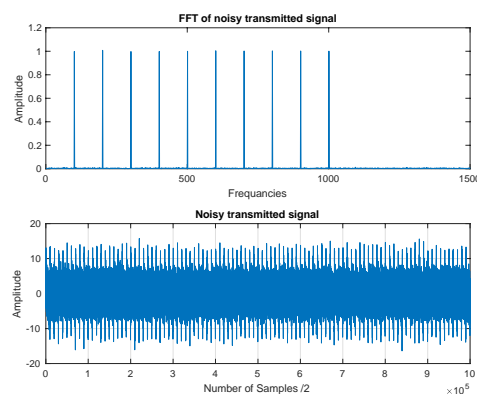 FFT of noisy transmitted signal
1.2
1
0.8
0.6
0.4
0.2
0
Amplitude
0 500 1000 1500
Frequancies
Noisy transmitted signal
20
10
0
-10
-20
Amplitude
0 1 2 3 4 5 6 7 8 9 10
Number of Samples /2
×10^5